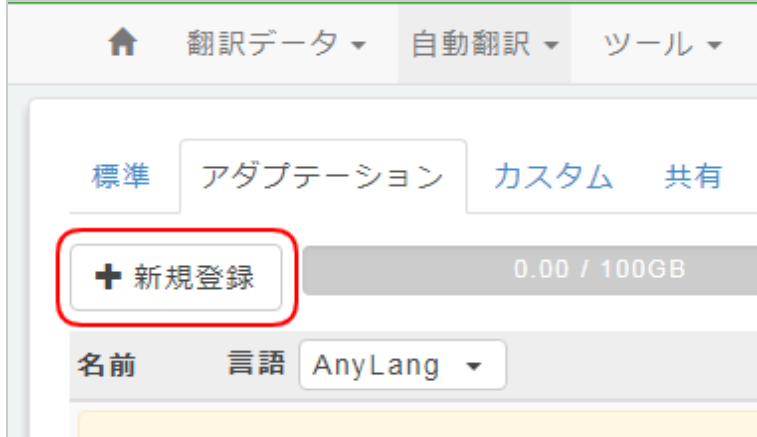 翻訳データ 自動翻訳 ツール
標準 アダプテーション カスタム 共有
新規登録 0.00 / 100GB
名前 言語 AnyLang